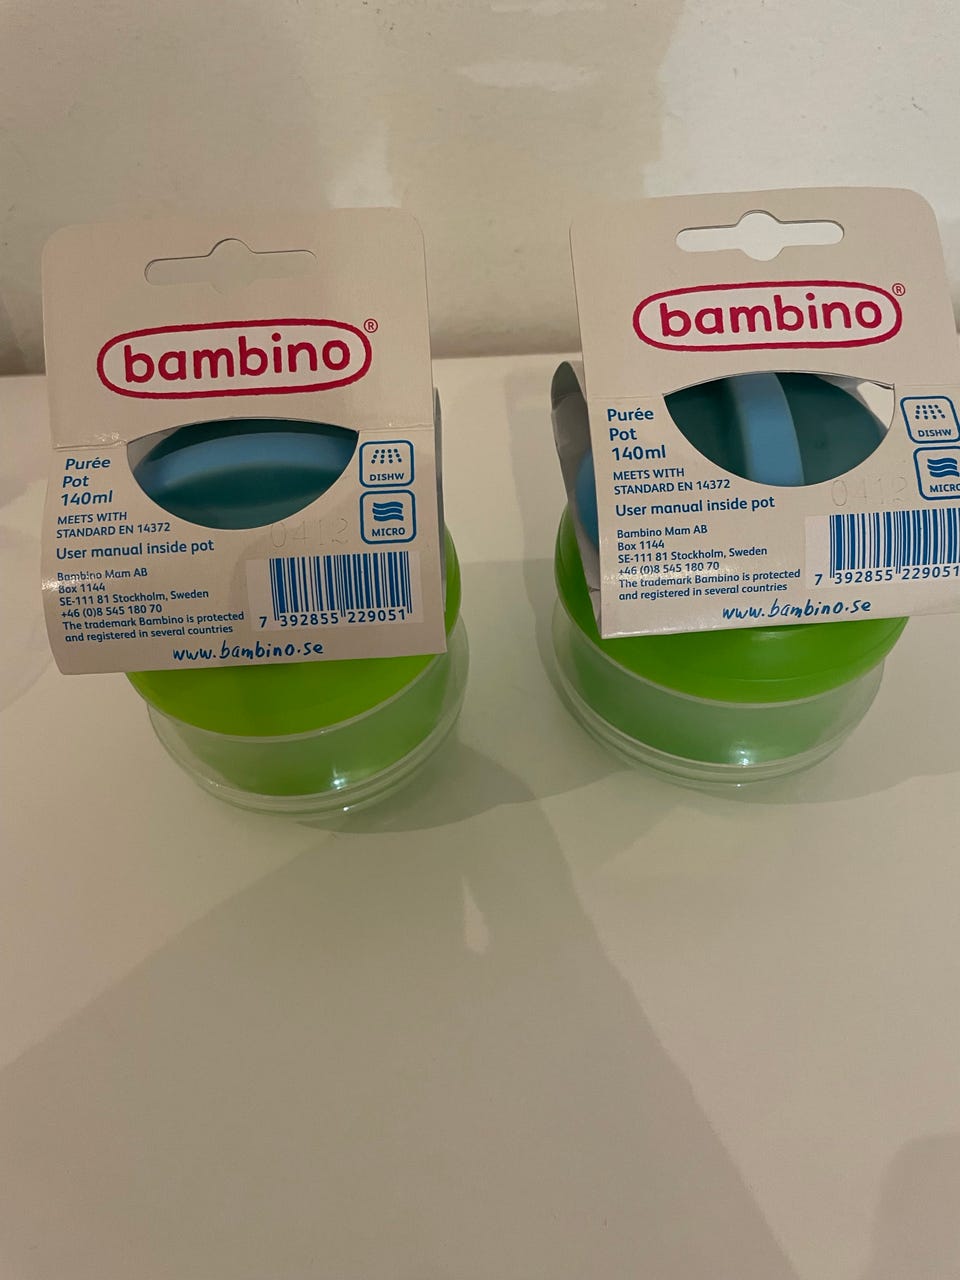 bambino®
Purée
Pot
140ml
MEETS WITH
STANDARD EN 14372
User manual inside pot
Bambino Mam AB
Box 1144
SE-111 81 Stockholm, Sweden
+46 (0)8 545 180 70
The trademark Bambino is protected
and registered in several countries
DISHW
MICRO
0412
7 392855 229051
www.bambino.se
bambino®
Purée
Pot
140ml
MEETS WITH
STANDARD EN 14372
User manual inside pot
Bambino Mam AB
Box 1144
SE-111 81 Stockholm, Sweden
+46 (0)8 545 180 70
The trademark Bambino is protected
and registered in several countries
DISHW
MICRO
0412
7 392855 229051
www.bambino.se